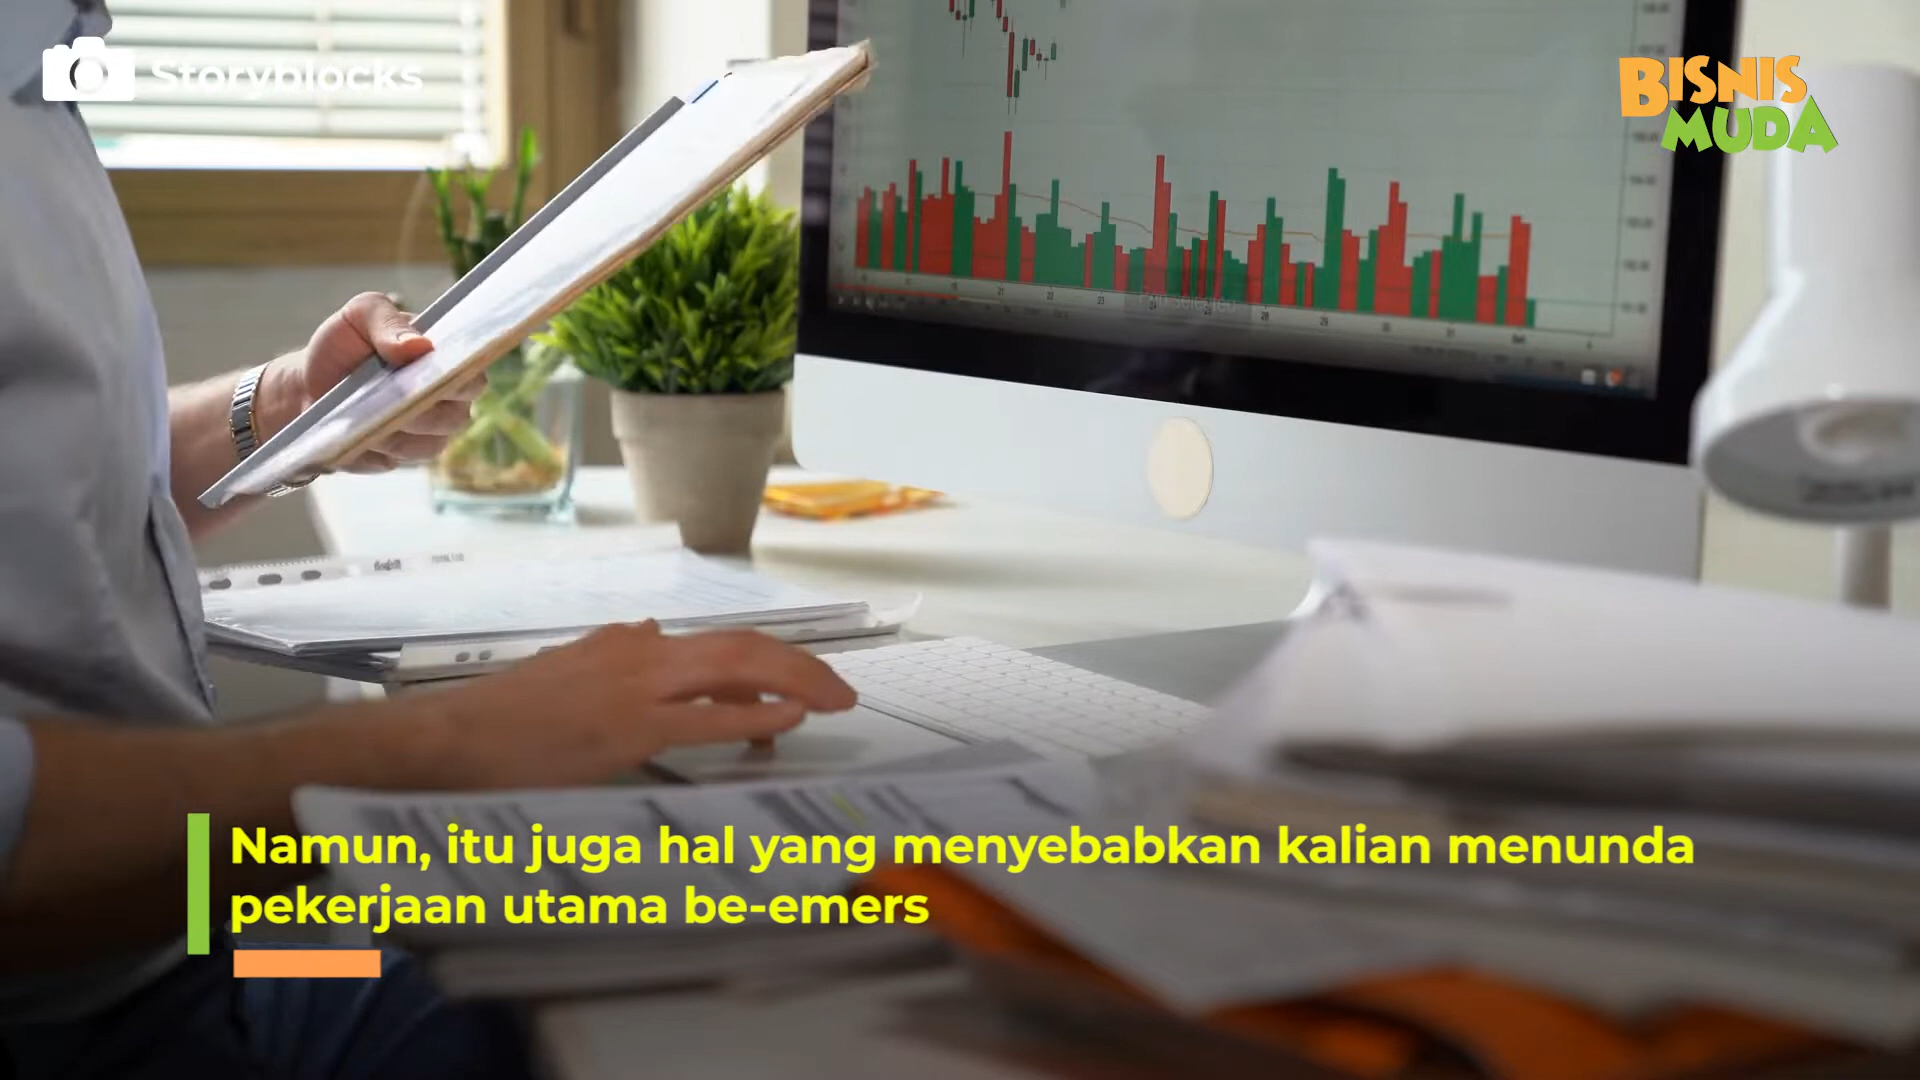 Storyblocks
BISNIS
MUDA
Namun, itu juga hal yang menyebabkan kalian menunda
pekerjaan utama be-emers